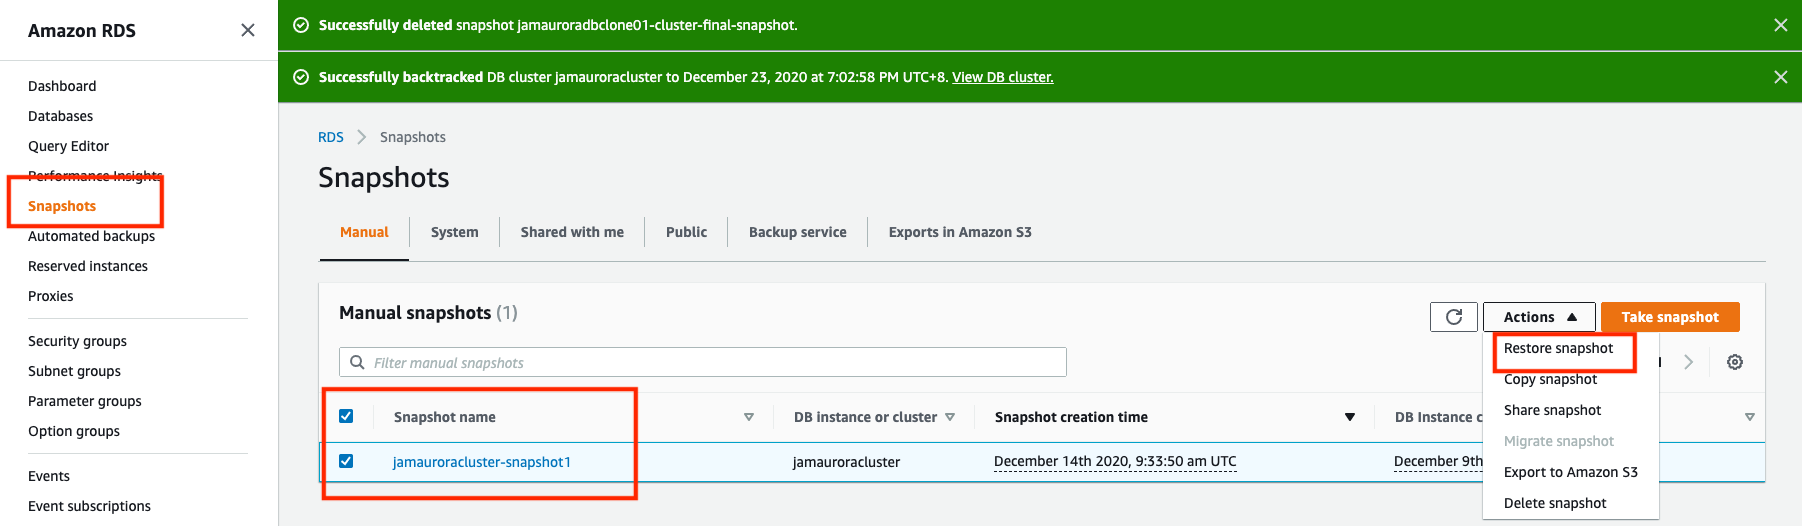 Amazon RDS
Dashboard
Databases
Query Editor
Performance Insights
Snapshots
Automated backups
Reserved instances
Proxies
Security groups
Subnet groups
Parameter groups
Option groups
Events
Event subscriptions
Successfully deleted snapshot jamauroradbclone01-cluster-final-snapshot.
Successfully backtracked DB cluster jamauroracluster to December 23, 2020 at 7:02:58 PM UTC+8. View DB cluster.
RDS Snapshots
Snapshots
Manual System Shared with me Public Backup service Exports in Amazon S3
Manual snapshots (1)
Actions Take snapshot
Filter manual snapshots
Snapshot name DB instance or cluster Snapshot creation time DB Instance c
jamauroracluster-snapshot1 jamauroracluster December 14th 2020, 9:33:50 am UTC December 9th
Restore snapshot
Copy snapshot
Share snapshot
Migrate snapshot
Export to Amazon S3
Delete snapshot